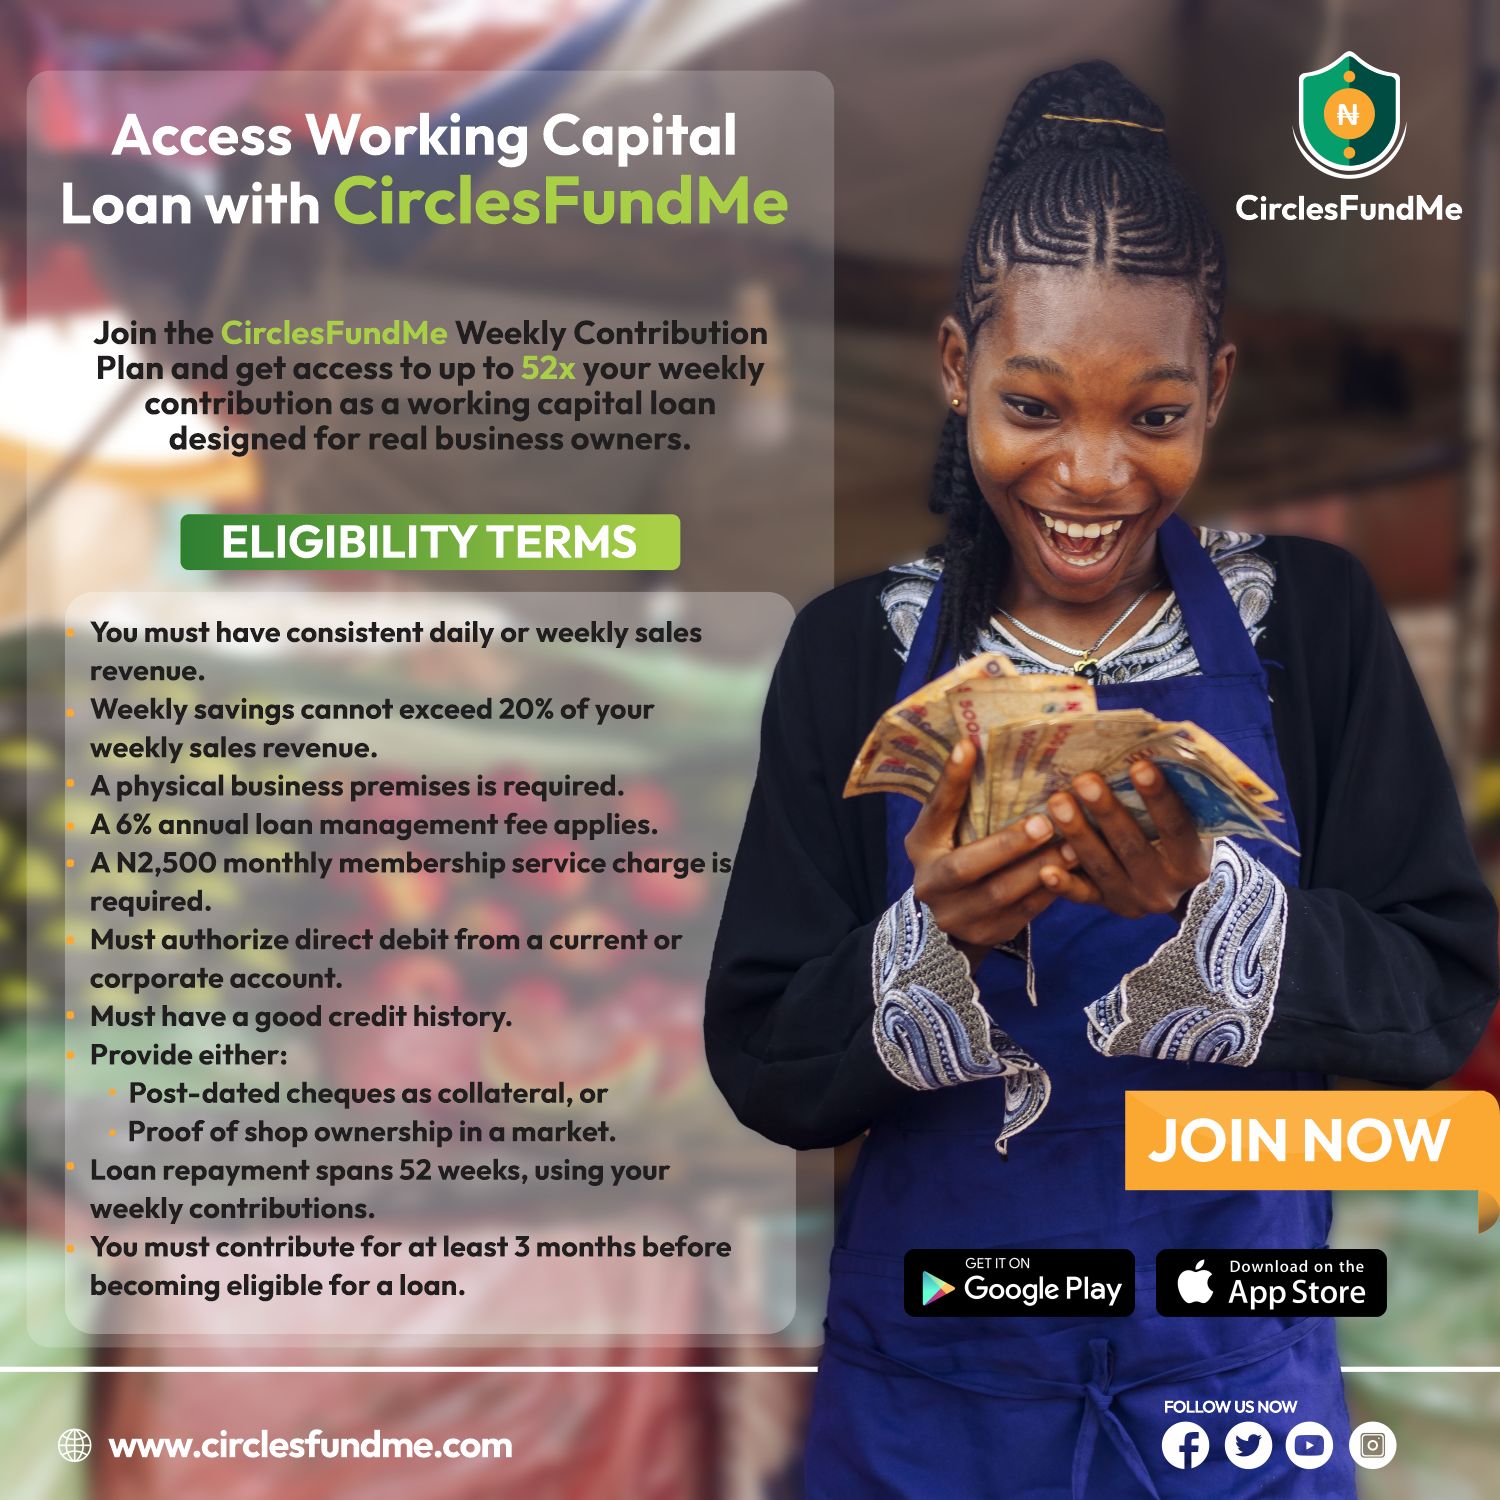 Access Working Capital
Loan with CirclesFundMe
₦
CirclesFundMe
Join the CirclesFundMe Weekly Contribution
Plan and get access to up to 52x your weekly
contribution as a working capital loan
designed for real business owners.
ELIGIBILITY TERMS
You must have consistent daily or weekly sales
revenue.
Weekly savings cannot exceed 20% of your
weekly sales revenue.
A physical business premises is required.
A 6% annual loan management fee applies.
A N2,500 monthly membership service charge is
required.
Must authorize direct debit from a current or
corporate account.
Must have a good credit history.
Provide either:
Post-dated cheques as collateral, or
Proof of shop ownership in a market.
Loan repayment spans 52 weeks, using your
weekly contributions.
You must contribute for at least 3 months before
becoming eligible for a loan.
JOIN NOW
GET IT ON
Google Play
Download on the
App Store
www.circlesfundme.com
FOLLOW US NOW